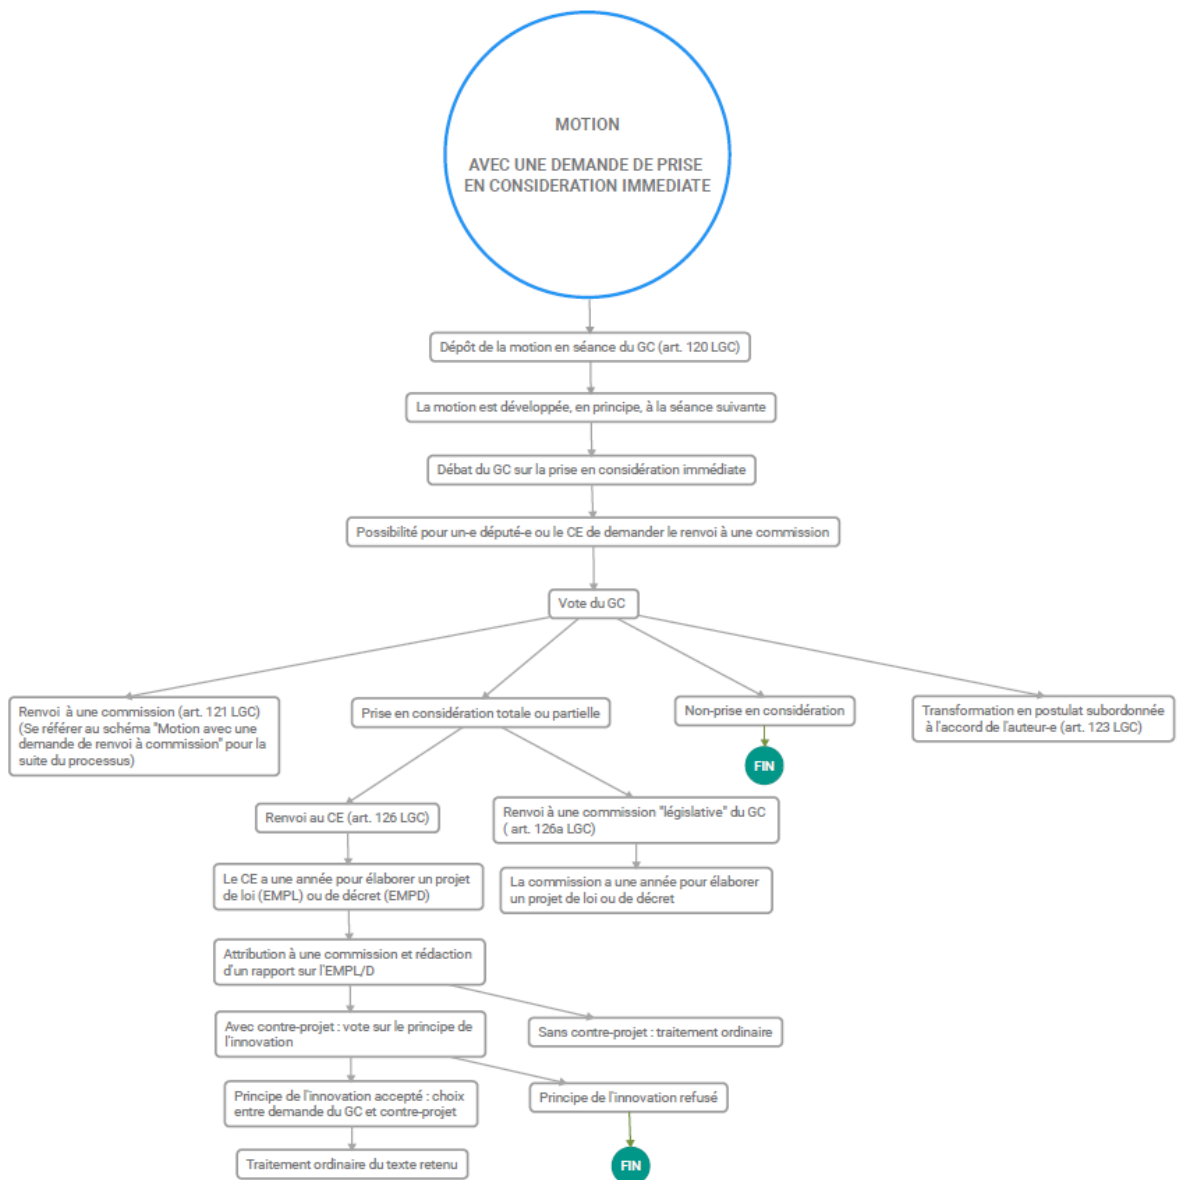 MOTION
AVEC UNE DEMANDE DE PRISE
EN CONSIDERATION IMMEDIATE
Dépôt de la motion en séance du GC (art. 120 LGC)
La motion est développée, en principe, à la séance suivante
Débat du GC sur la prise en considération immédiate
Possibilité pour un-e député-e ou le CE de demander le renvoi à une commission
Vote du GC
Renvoi à une commission (art. 121 LGC)
(Se référer au schéma "Motion avec une
demande de renvoi à commission" pour la
suite du processus)
Prise en considération totale ou partielle
Non-prise en considération
Transformation en postulat subordonnée
à l'accord de l'auteur-e (art. 123 LGC)
FIN
Renvoi au CE (art. 126 LGC)
Renvoi à une commission "législative" du GC
( art. 126a LGC)
Le CE a une année pour élaborer un projet
de loi (EMPL) ou de décret (EMPD)
La commission a une année pour élaborer
un projet de loi ou de décret
Attribution à une commission et rédaction
d'un rapport sur l'EMPL/D
Avec contre-projet : vote sur le principe de
l'innovation
Sans contre-projet : traitement ordinaire
Principe de l'innovation accepté : choix
entre demande du GC et contre-projet
Principe de l'innovation refusé
Traitement ordinaire du texte retenu
FIN